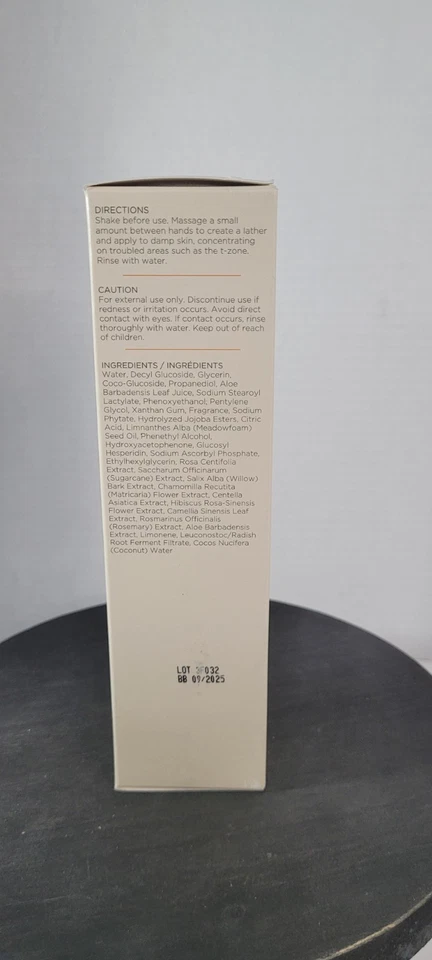 DIRECTIONS
Shake before use. Massage a small
amount between hands to create a lather
and apply to damp skin, concentrating
on troubled areas such as the t-zone.
Rinse with water.
CAUTION
For external use only. Discontinue use if
redness or irritation occurs. Avoid direct
contact with eyes. If contact occurs, rinse
thoroughly with water. Keep out of reach
of children.
INGREDIENTS / INGRÉDIENTS
Water, Decyl Glucoside, Glycerin,
Coco-Glucoside, Propanediol, Aloe
Barbadensis Leaf Juice, Sodium Stearoyl
Lactylate, Phenoxyethanol, Pentylene
Glycol, Xanthan Gum, Fragrance, Sodium
Phytate, Hydrolyzed Jojoba Esters, Citric
Acid, Limnanthes Alba (Meadowfoam)
Seed Oil, Phenethyl Alcohol,
Hydroxyacetophenone, Glucosyl
Hesperidin, Sodium Ascorbyl Phosphate,
Ethylhexylglycerin, Rosa Centifolia
Extract, Saccharum Officinarum
(Sugarcane) Extract, Salix Alba (Willow)
Bark Extract, Chamomilla Recutita
(Matricaria) Flower Extract, Centella
Asiatica Extract, Hibiscus Rosa-Sinensis
Flower Extract, Camellia Sinensis Leaf
Extract, Rosmarinus Officinalis
(Rosemary) Extract, Aloe Barbadensis
Extract, Limonene, Leuconostoc/Radish
Root Ferment Filtrate, Cocos Nucifera
(Coconut) Water
LOT
BB 09/2025